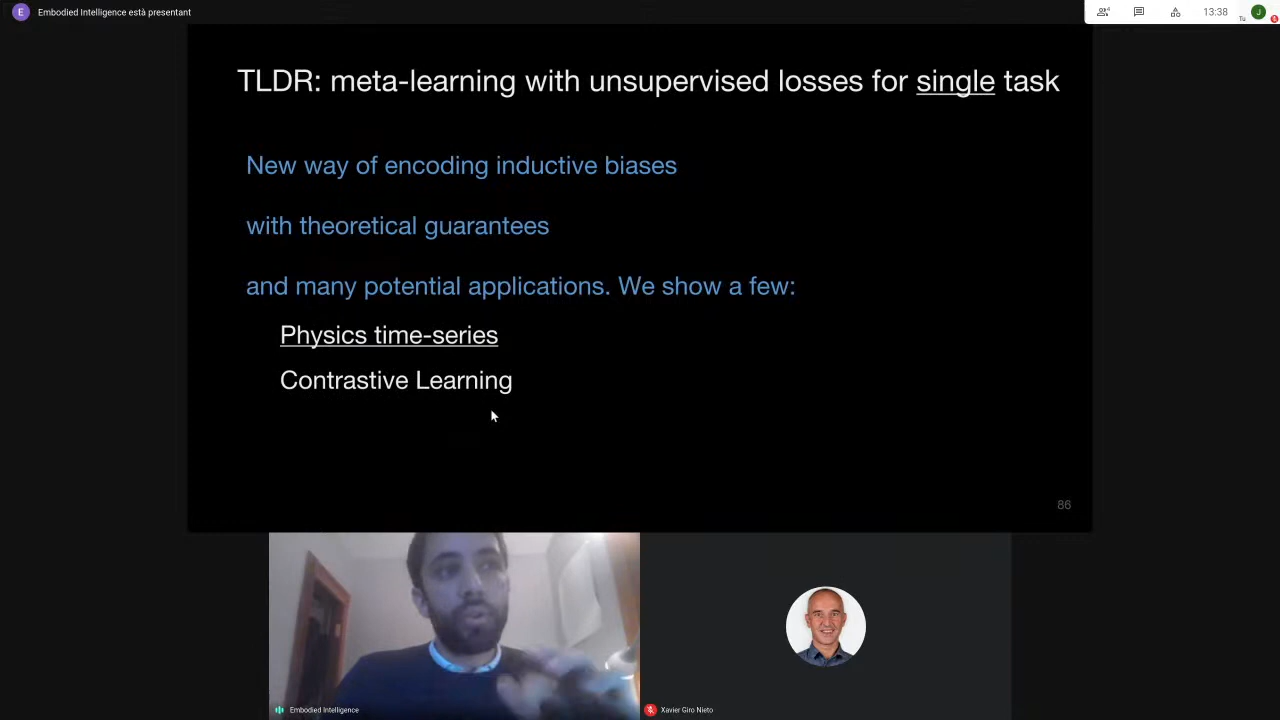 E Embodied Intelligence està presentant
4
13:38
Tu
J
TLDR: meta-learning with unsupervised losses for single task
New way of encoding inductive biases
with theoretical guarantees
and many potential applications. We show a few:
Physics time-series
Contrastive Learning
86
Embodied Intelligence
Xavier Giro Nieto